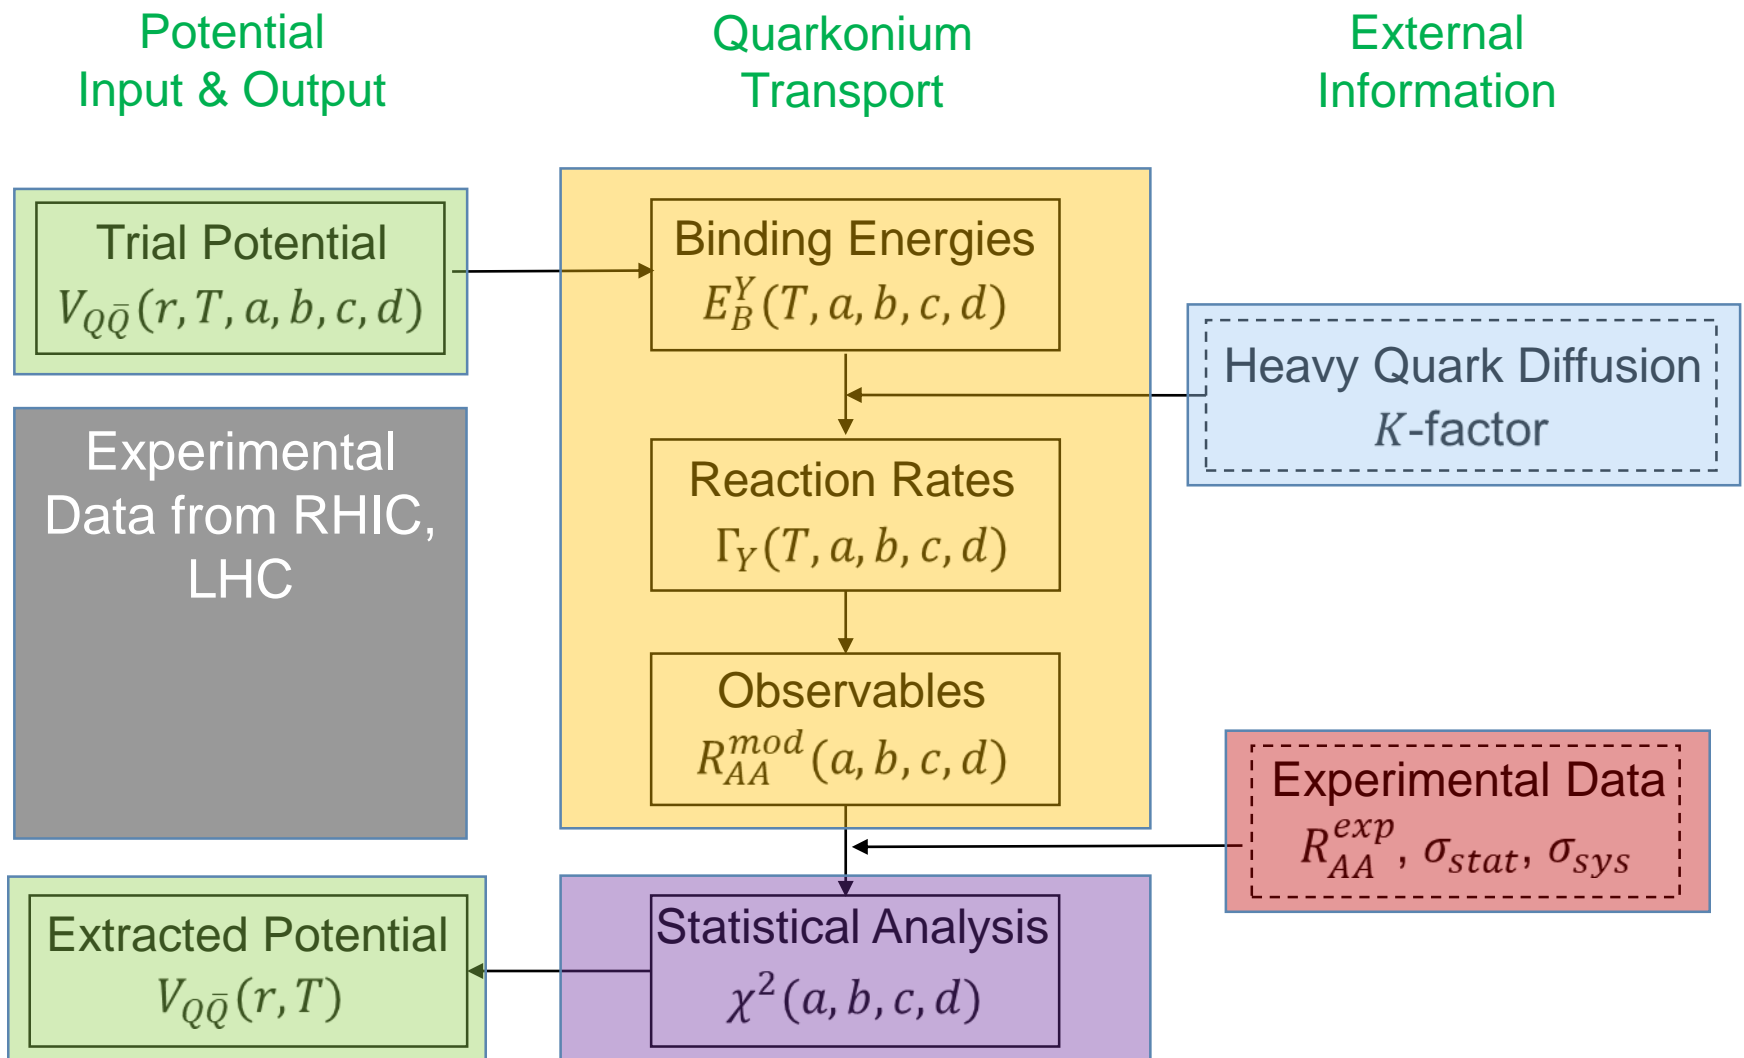 Potential
Input & Output
Quarkonium
Transport
External
Information
Trial Potential
V_{QQ̄}(r, T, a, b, c, d)
Binding Energies
E_B^Y(T, a, b, c, d)
Heavy Quark Diffusion
K-factor
Experimental
Data from RHIC,
LHC
Reaction Rates
Γ_Y(T, a, b, c, d)
Observables
R_{AA}^{mod}(a, b, c, d)
Experimental Data
R_{AA}^{exp}, σ_{stat}, σ_{sys}
Statistical Analysis
χ²(a, b, c, d)
Extracted Potential
V_{QQ̄}(r, T)